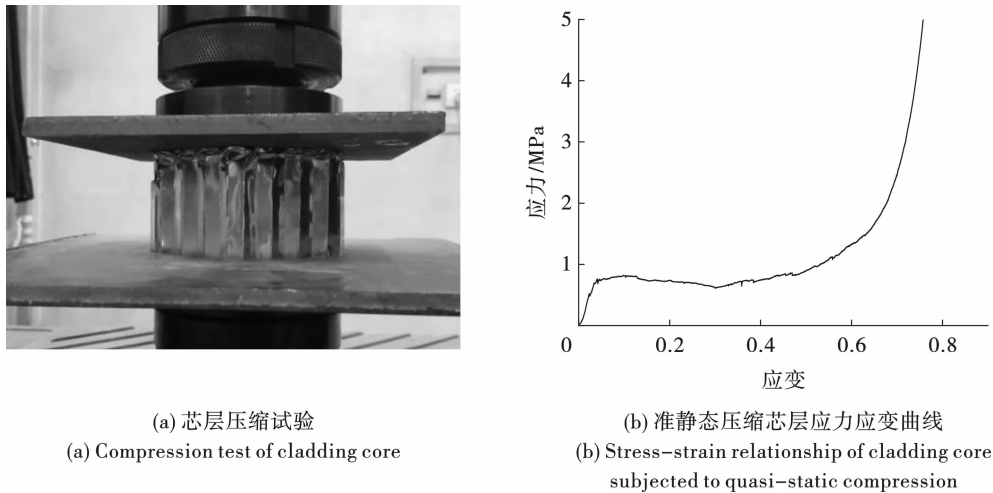 5
4
3
2
1
0
0.2
0.4
0.6
0.8
应力/MPa
应变
(a) 芯层压缩试验
(a) Compression test of cladding core
(b) 准静态压缩芯层应力应变曲线
(b) Stress-strain relationship of cladding core
subjected to quasi-static compression